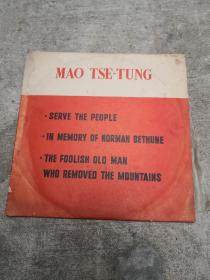 MAO TSE-TUNG
· SERVE THE PEOPLE
· IN MEMORY OF NORMAN BETHUNE
· THE FOOLISH OLD MAN
WHO REMOVED THE MOUNTAINS